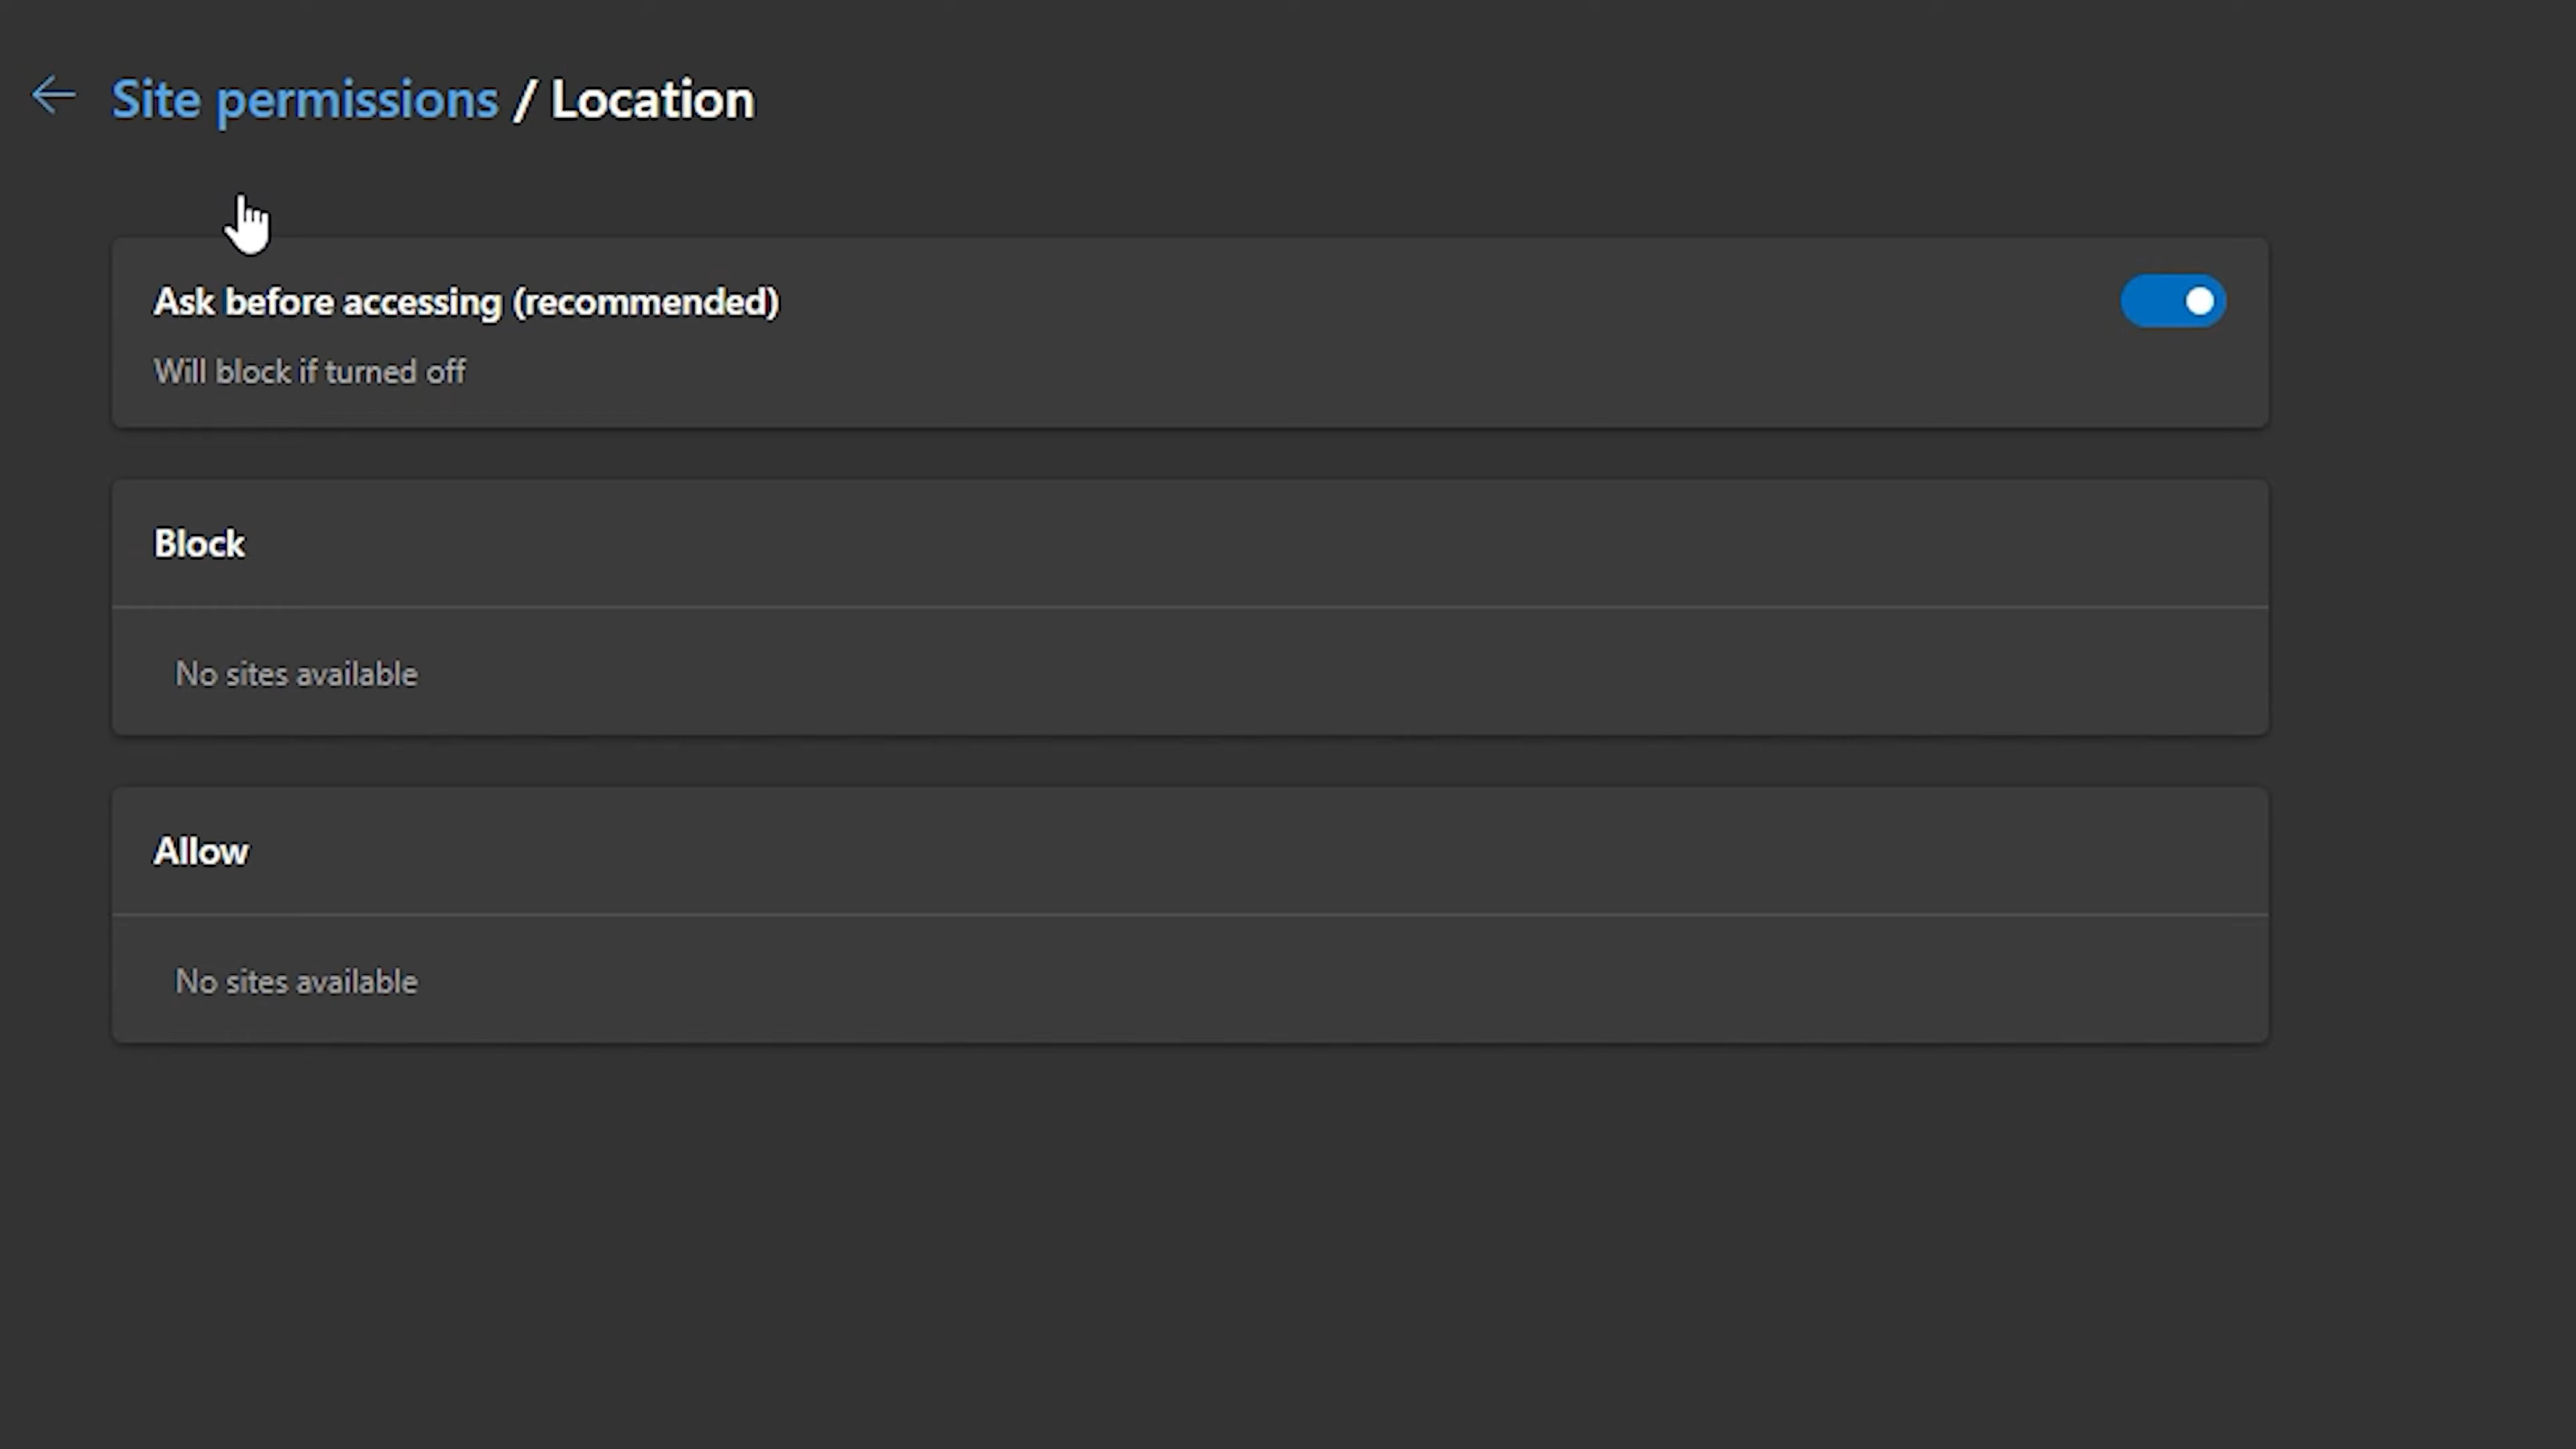 Site permissions / Location
Ask before accessing (recommended)
Will block if turned off
Block
No sites available
Allow
No sites available